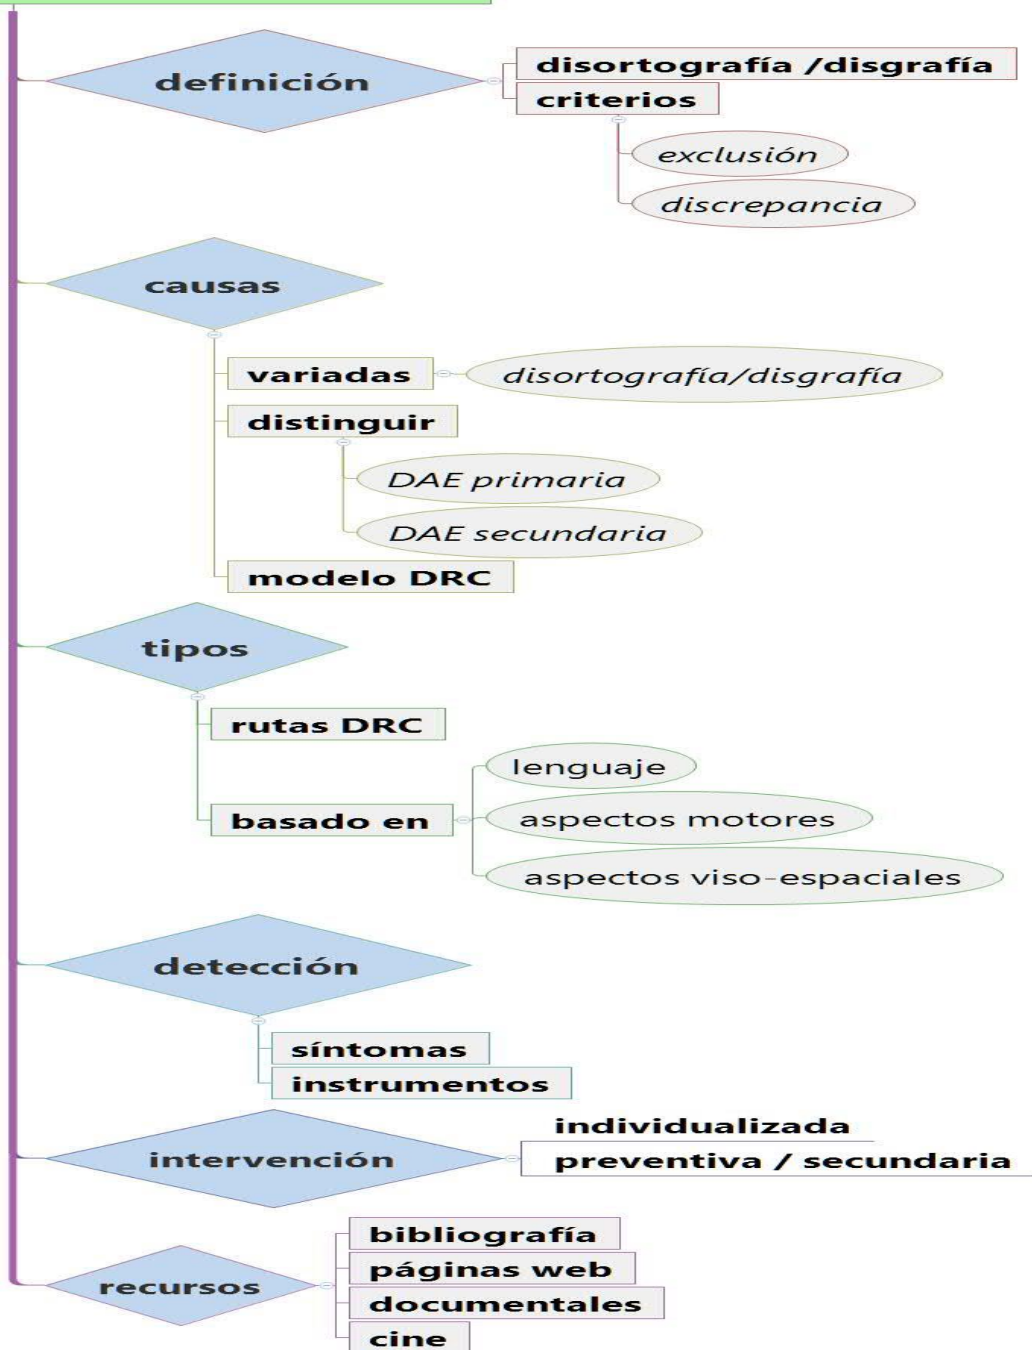 definición
disortografía /disgrafía
criterios
exclusión
discrepancia
causas
variadas
disortografía/disgrafía
distinguir
DAE primaria
DAE secundaria
modelo DRC
tipos
rutas DRC
basado en
lenguaje
aspectos motores
aspectos viso-espaciales
detección
síntomas
instrumentos
intervención
individualizada
preventiva / secundaria
recursos
bibliografía
páginas web
documentales
cine